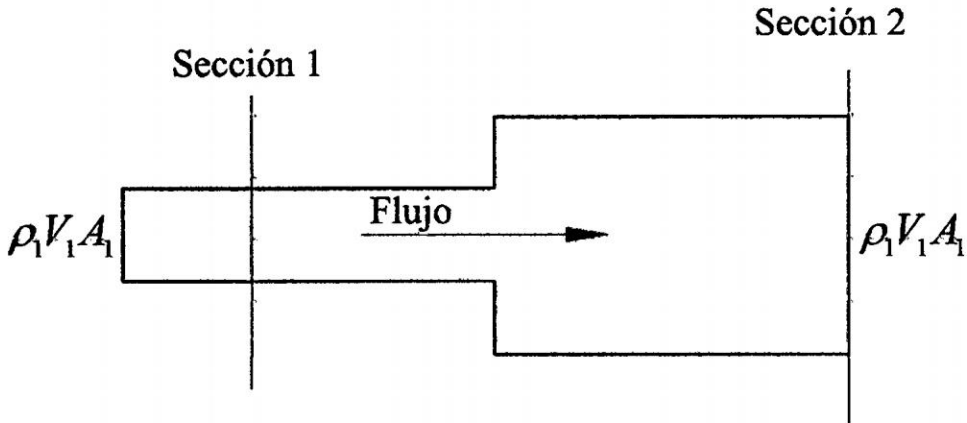 Sección 2
Sección 1
Flujo
ρ₁V₁A₁
ρ₁V₁A₁